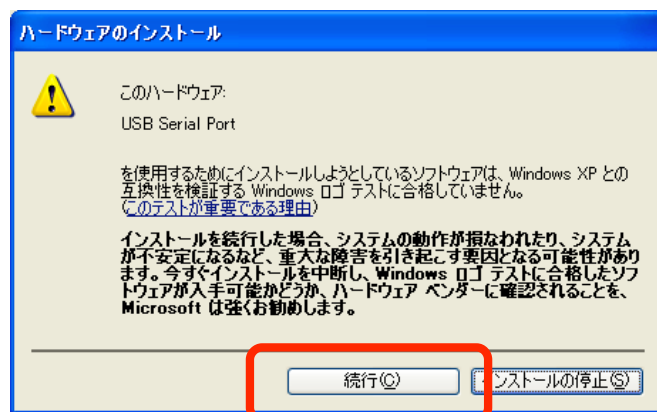 ハードウェアのインストール
このハードウェア:
USB Serial Port
を使用するためにインストールしようとしているソフトウェアは、Windows XP との
互換性を検証する Windows ロゴ テストに合格していません。
(このテストが重要である理由)
インストールを続行した場合、システムの動作が損なわれたり、システム
が不安定になるなど、重大な障害を引き起こす要因となる可能性があり
ます。今すぐインストールを中断し、Windows ロゴ テストに合格したソフ
トウェアが入手可能かどうか、ハードウェア ベンダーに確認されることを、
Microsoft は強くお勧めします。
続行(C) インストールの停止(S)